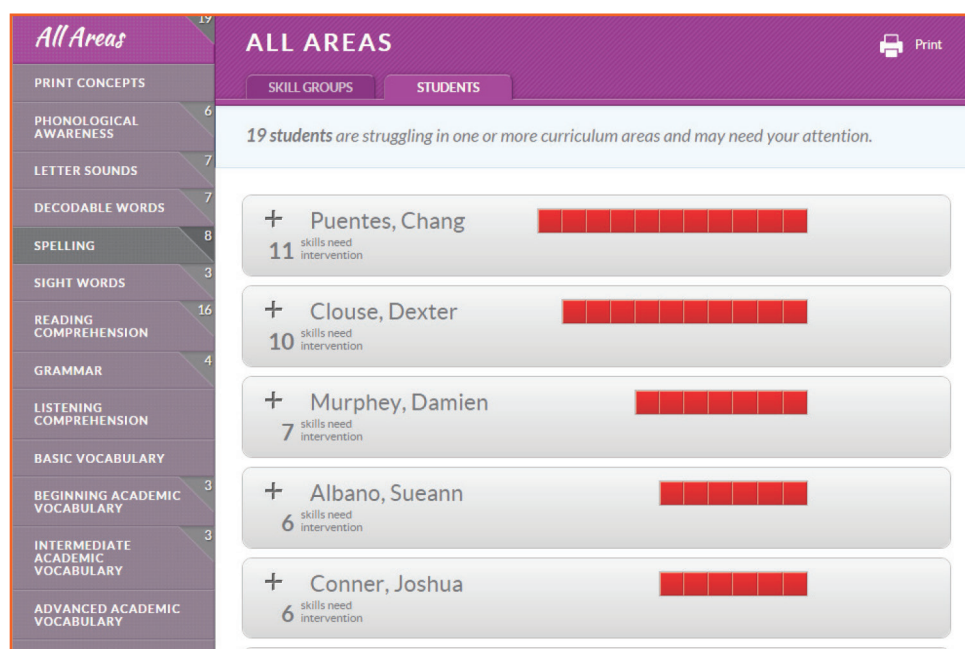 All Areas
19
PRINT CONCEPTS
PHONOLOGICAL
AWARENESS
6
LETTER SOUNDS
7
DECODABLE WORDS
7
SPELLING
8
SIGHT WORDS
3
READING
COMPREHENSION
16
GRAMMAR
4
LISTENING
COMPREHENSION
BASIC VOCABULARY
BEGINNING ACADEMIC
VOCABULARY
3
INTERMEDIATE
ACADEMIC
VOCABULARY
3
ADVANCED ACADEMIC
VOCABULARY
ALL AREAS
Print
SKILL GROUPS
STUDENTS
19 students are struggling in one or more curriculum areas and may need your attention.
+ Puentes, Chang
11 skills need
intervention
+ Clouse, Dexter
10 skills need
intervention
+ Murphey, Damien
7 skills need
intervention
+ Albano, Sueann
6 skills need
intervention
+ Conner, Joshua
6 skills need
intervention